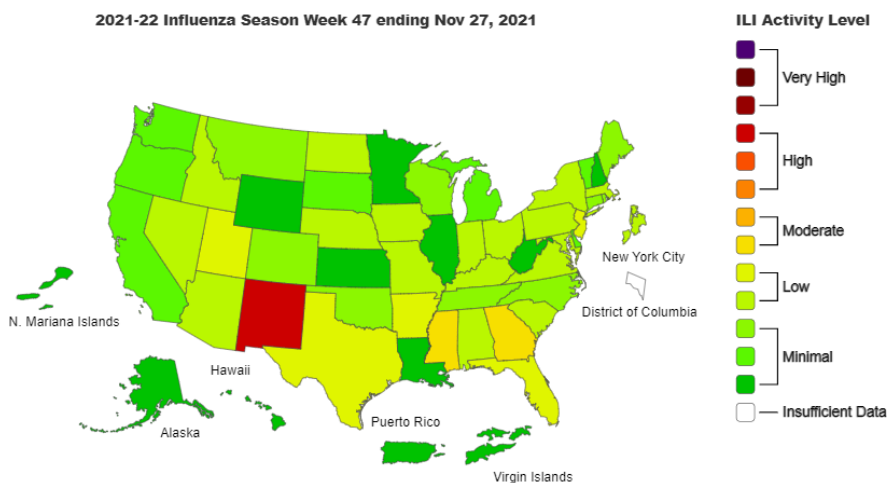 2021-22 Influenza Season Week 47 ending Nov 27, 2021
ILI Activity Level
Very High
High
Moderate
Low
Minimal
Insufficient Data
New York City
District of Columbia
N. Mariana Islands
Hawaii
Alaska
Puerto Rico
Virgin Islands